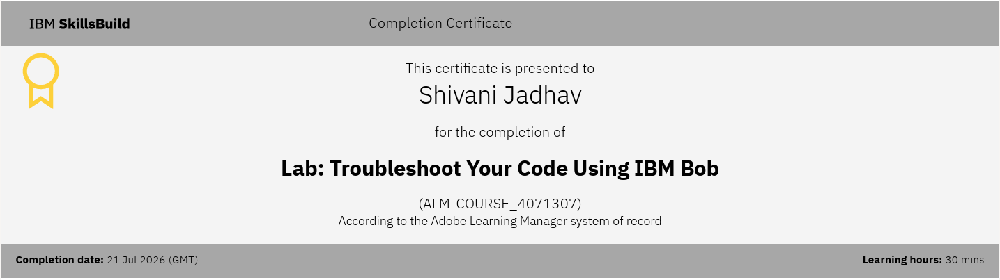 IBM SkillsBuild
Completion Certificate
This certificate is presented to
Shivani Jadhav
for the completion of
Lab: Troubleshoot Your Code Using IBM Bob
(ALM-COURSE_4071307)
According to the Adobe Learning Manager system of record
Completion date: 21 Jul 2026 (GMT)
Learning hours: 30 mins